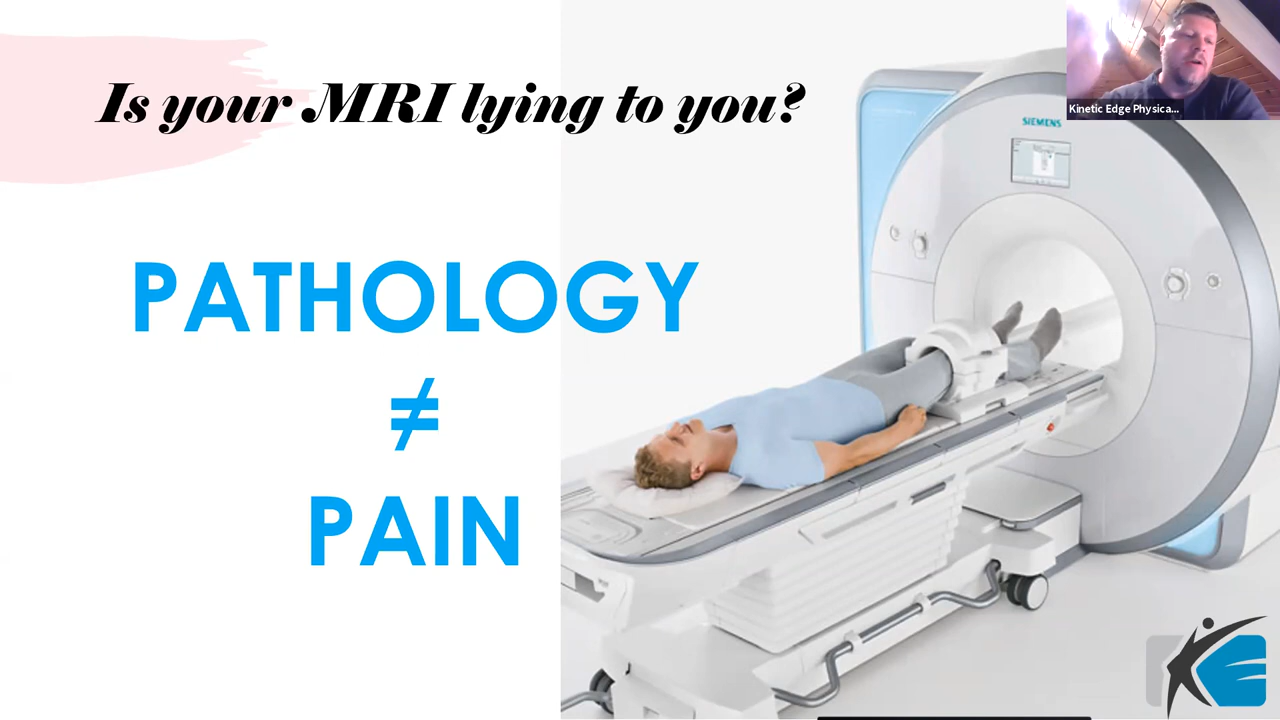 Is your MRI lying to you?
PATHOLOGY
≠
PAIN
SIEMENS
Kinetic Edge Physica...